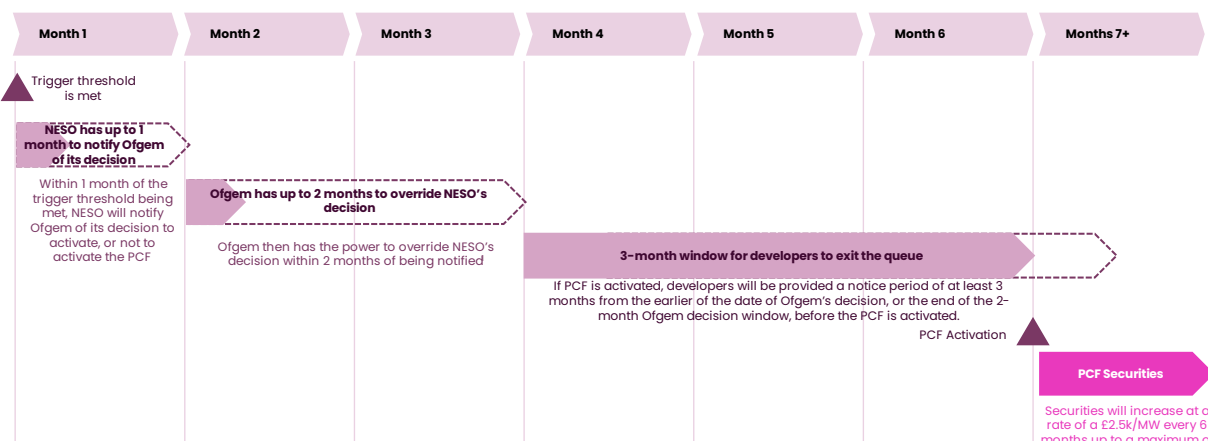 Month 1
Month 2
Month 3
Month 4
Month 5
Month 6
Months 7+
Trigger threshold
is met
NESO has up to 1
month to notify Ofgem
of its decision
Within 1 month of the
trigger threshold being
met, NESO will notify
Ofgem of its decision to
activate, or not to
activate the PCF
Ofgem has up to 2 months to override NESO's
decision
Ofgem then has the power to override NESO's
decision within 2 months of being notified
3-month window for developers to exit the queue
If PCF is activated, developers will be provided a notice period of at least 3
months from the earlier of the date of Ofgem's decision, or the end of the 2-
month Ofgem decision window, before the PCF is activated.
PCF Activation
PCF Securities
Securities will increase at a
rate of a £2.5k/MW every 6
months up to a maximum